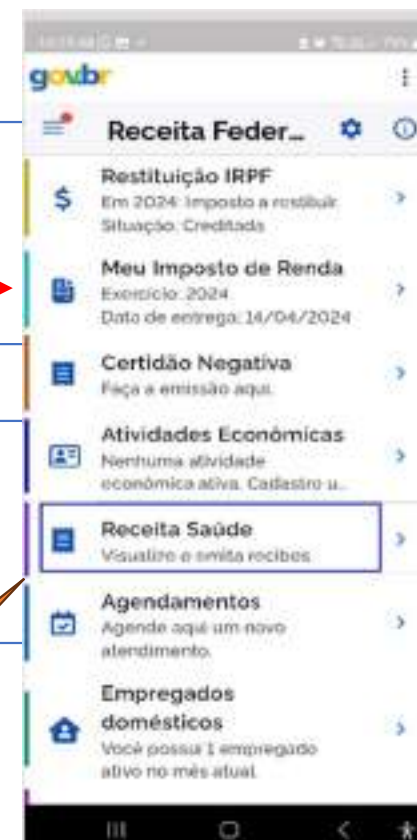 gov.br
Receita Feder...
Restituição IRPF
Em 2024: Imposto a restituir.
Situação: Creditada
Meu Imposto de Renda
Exercício: 2024
Data de entrega: 14/04/2024
Certidão Negativa
Faça a emissão aqui.
Atividades Econômicas
Nenhuma atividade
econômica ativa. Cadastro u...
Receita Saúde
Visualize e emita recibos
Agendamentos
Agende aqui um novo
atendimento.
Empregados
domésticos
Você possui 1 empregado
ativo no mês atual.